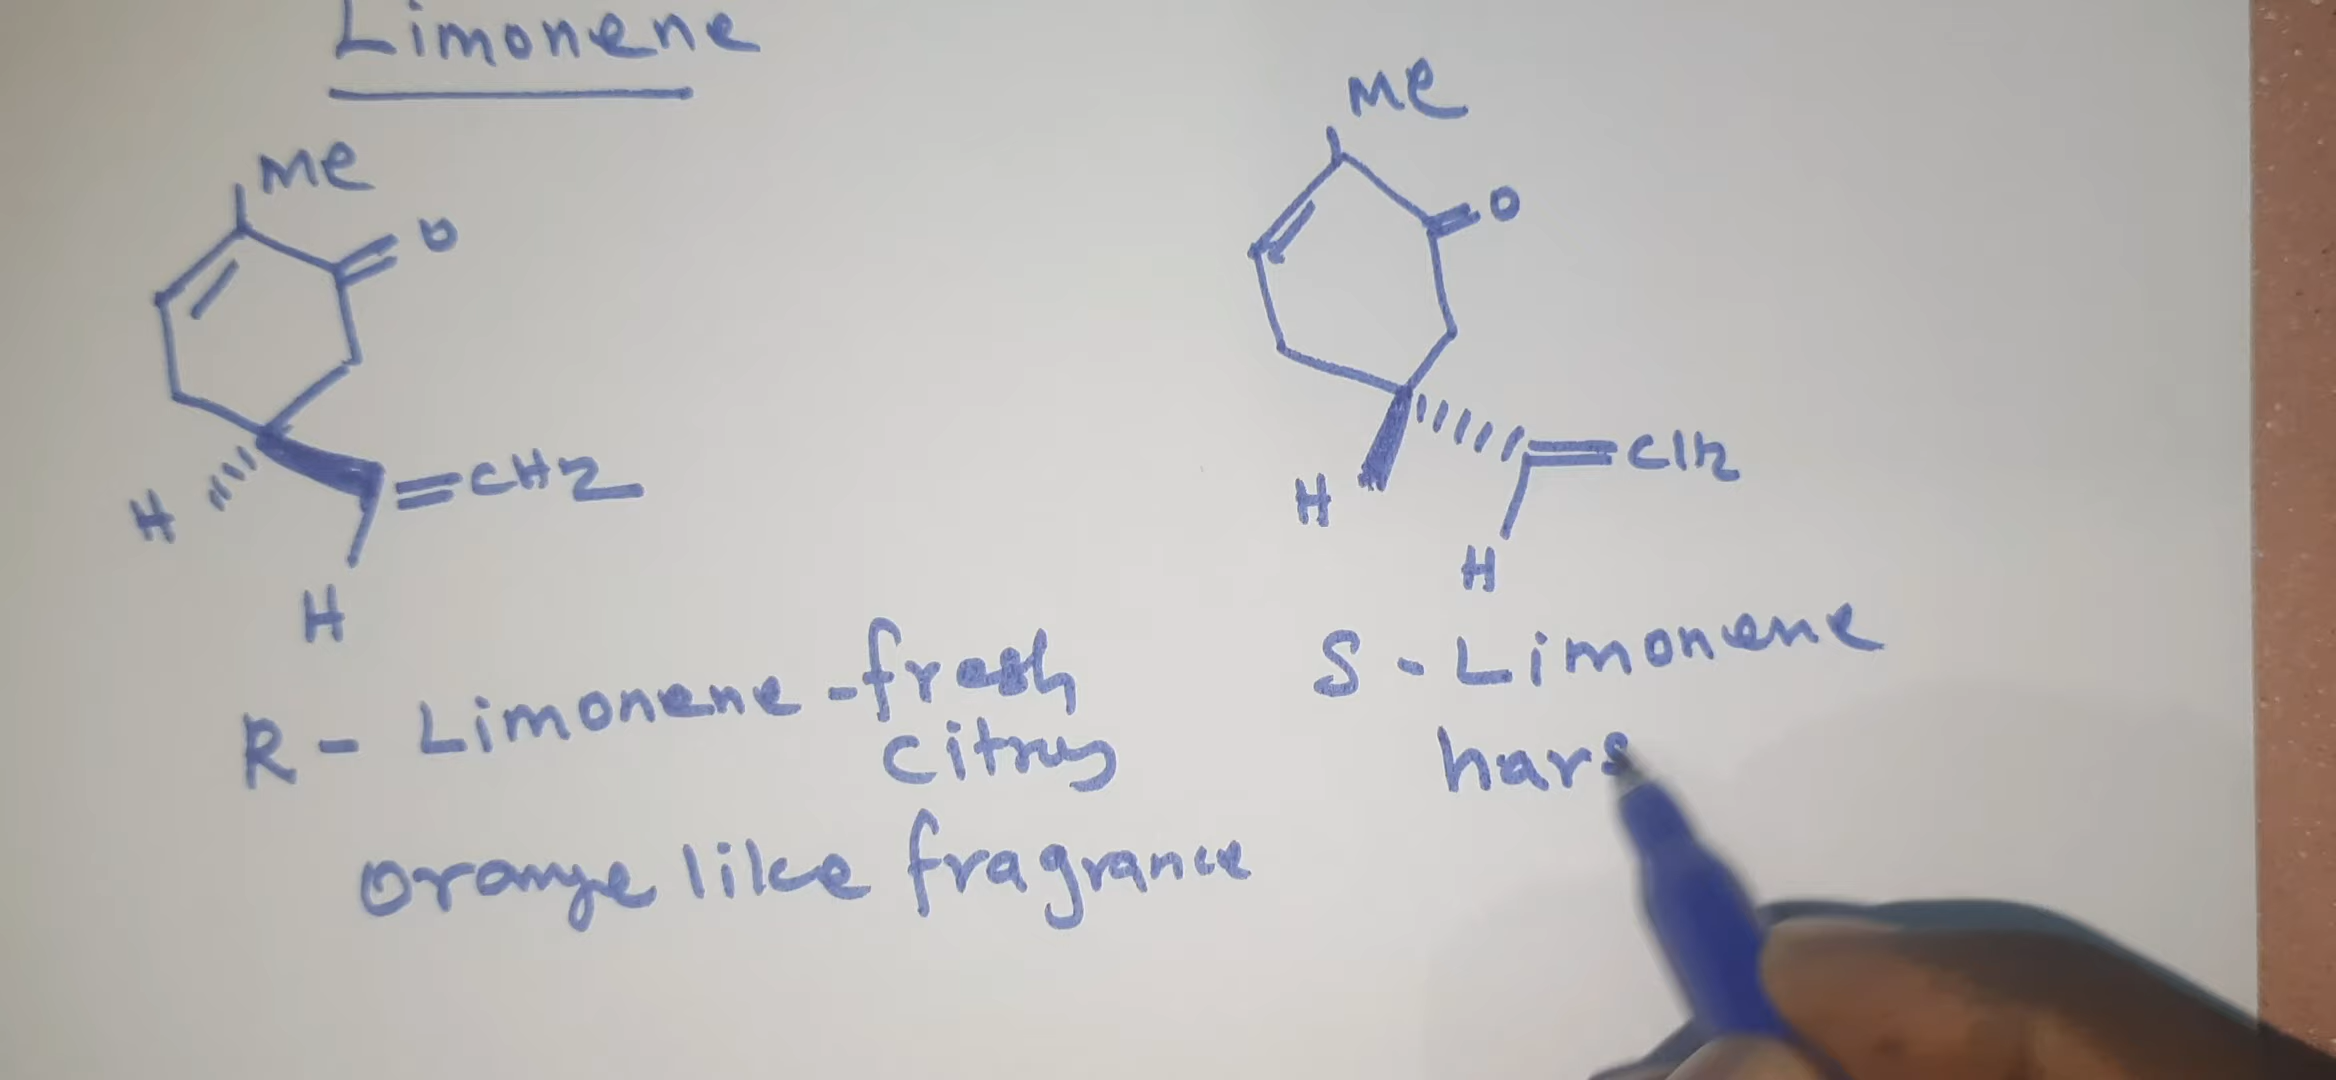 Limonene
Me
O
H
=CH2
H
R - Limonene - fresh
citrus
orange like fragrance
Me
O
H
CH2
H
S - Limonene
hars